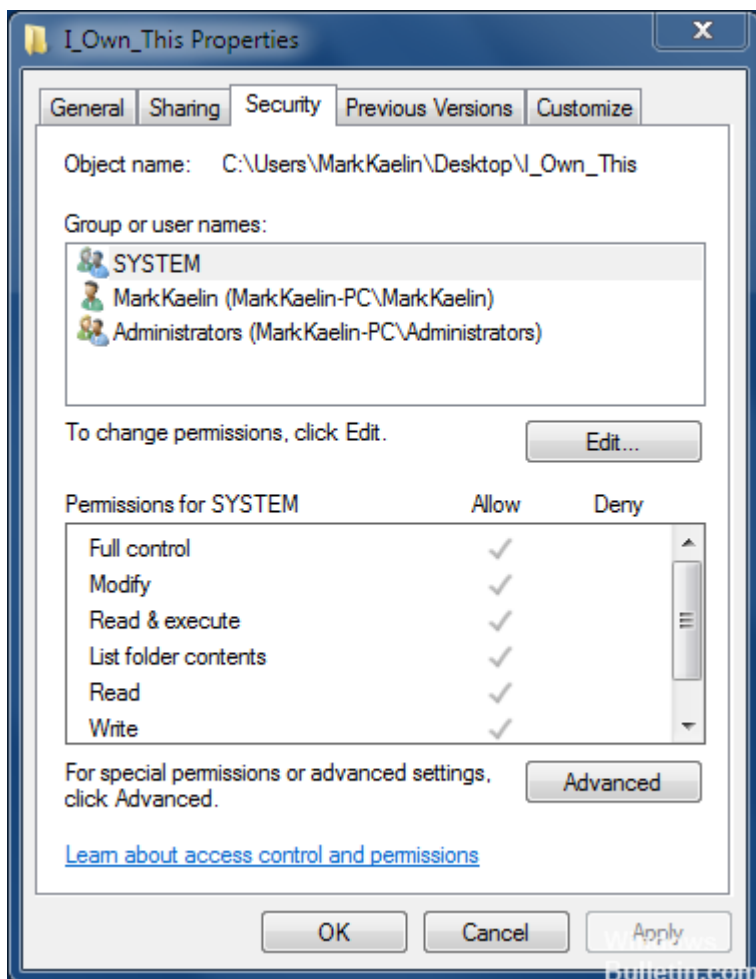 I_Own_This Properties
General Sharing Security Previous Versions Customize
Object name: C:\Users\MarkKaelin\Desktop\I_Own_This
Group or user names:
SYSTEM
MarkKaelin (MarkKaelin-PC\MarkKaelin)
Administrators (MarkKaelin-PC\Administrators)
To change permissions, click Edit.
Edit...
Permissions for SYSTEM Allow Deny
Full control
Modify
Read & execute
List folder contents
Read
Write
For special permissions or advanced settings,
click Advanced.
Advanced
Learn about access control and permissions
OK Cancel Apply
Windows
Bulletin.com